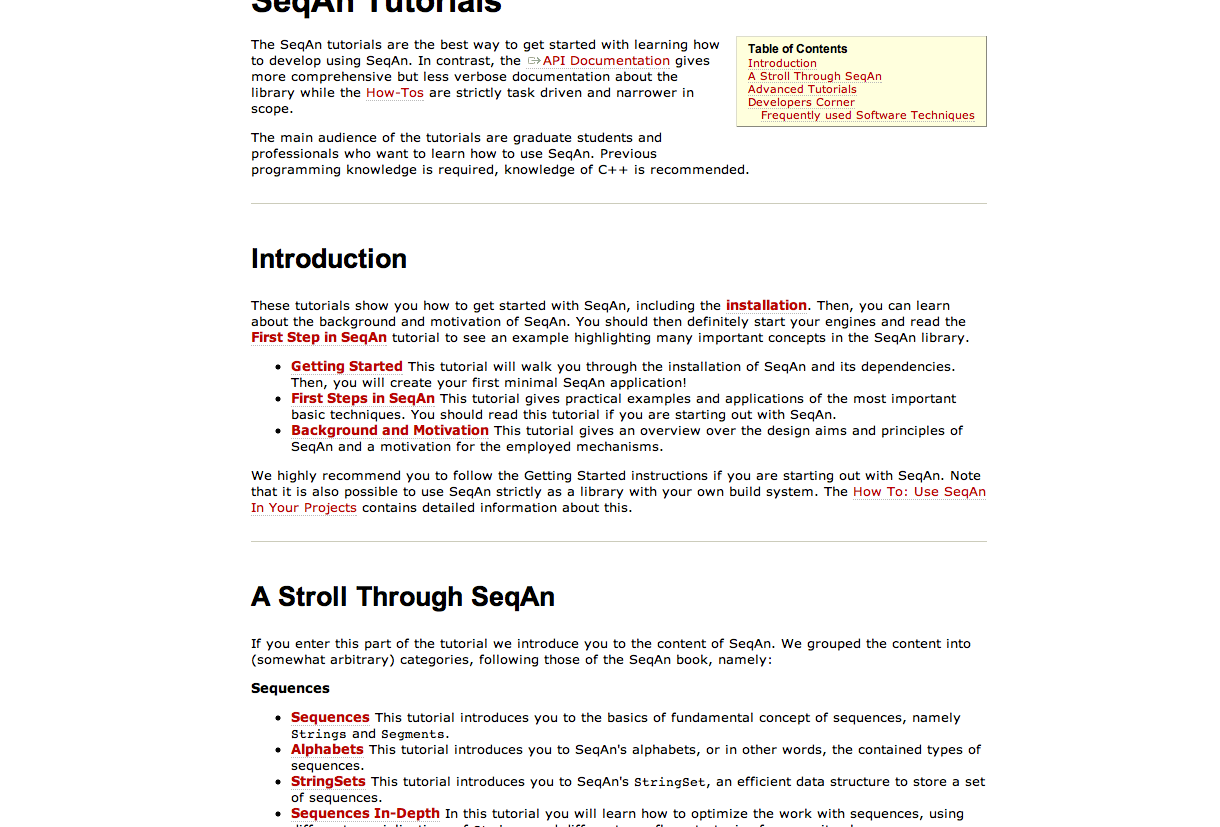 SeqAn Tutorials
The SeqAn tutorials are the best way to get started with learning how
to develop using SeqAn. In contrast, the API Documentation gives
more comprehensive but less verbose documentation about the
library while the How-Tos are strictly task driven and narrower in
scope.
Table of Contents
Introduction
A Stroll Through SeqAn
Advanced Tutorials
Developers Corner
Frequently used Software Techniques
The main audience of the tutorials are graduate students and
professionals who want to learn how to use SeqAn. Previous
programming knowledge is required, knowledge of C++ is recommended.
Introduction
These tutorials show you how to get started with SeqAn, including the installation. Then, you can learn
about the background and motivation of SeqAn. You should then definitely start your engines and read the
First Step in SeqAn tutorial to see an example highlighting many important concepts in the SeqAn library.
• Getting Started This tutorial will walk you through the installation of SeqAn and its dependencies.
Then, you will create your first minimal SeqAn application!
• First Steps in SeqAn This tutorial gives practical examples and applications of the most important
basic techniques. You should read this tutorial if you are starting out with SeqAn.
• Background and Motivation This tutorial gives an overview over the design aims and principles of
SeqAn and a motivation for the employed mechanisms.
We highly recommend you to follow the Getting Started instructions if you are starting out with SeqAn. Note
that it is also possible to use SeqAn strictly as a library with your own build system. The How To: Use SeqAn
In Your Projects contains detailed information about this.
A Stroll Through SeqAn
If you enter this part of the tutorial we introduce you to the content of SeqAn. We grouped the content into
(somewhat arbitrary) categories, following those of the SeqAn book, namely:
Sequences
• Sequences This tutorial introduces you to the basics of fundamental concept of sequences, namely
Strings and Segments.
• Alphabets This tutorial introduces you to SeqAn's alphabets, or in other words, the contained types of
sequences.
• StringSets This tutorial introduces you to SeqAn's StringSet, an efficient data structure to store a set
of sequences.
• Sequences In-Depth In this tutorial you will learn how to optimize the work with sequences, using